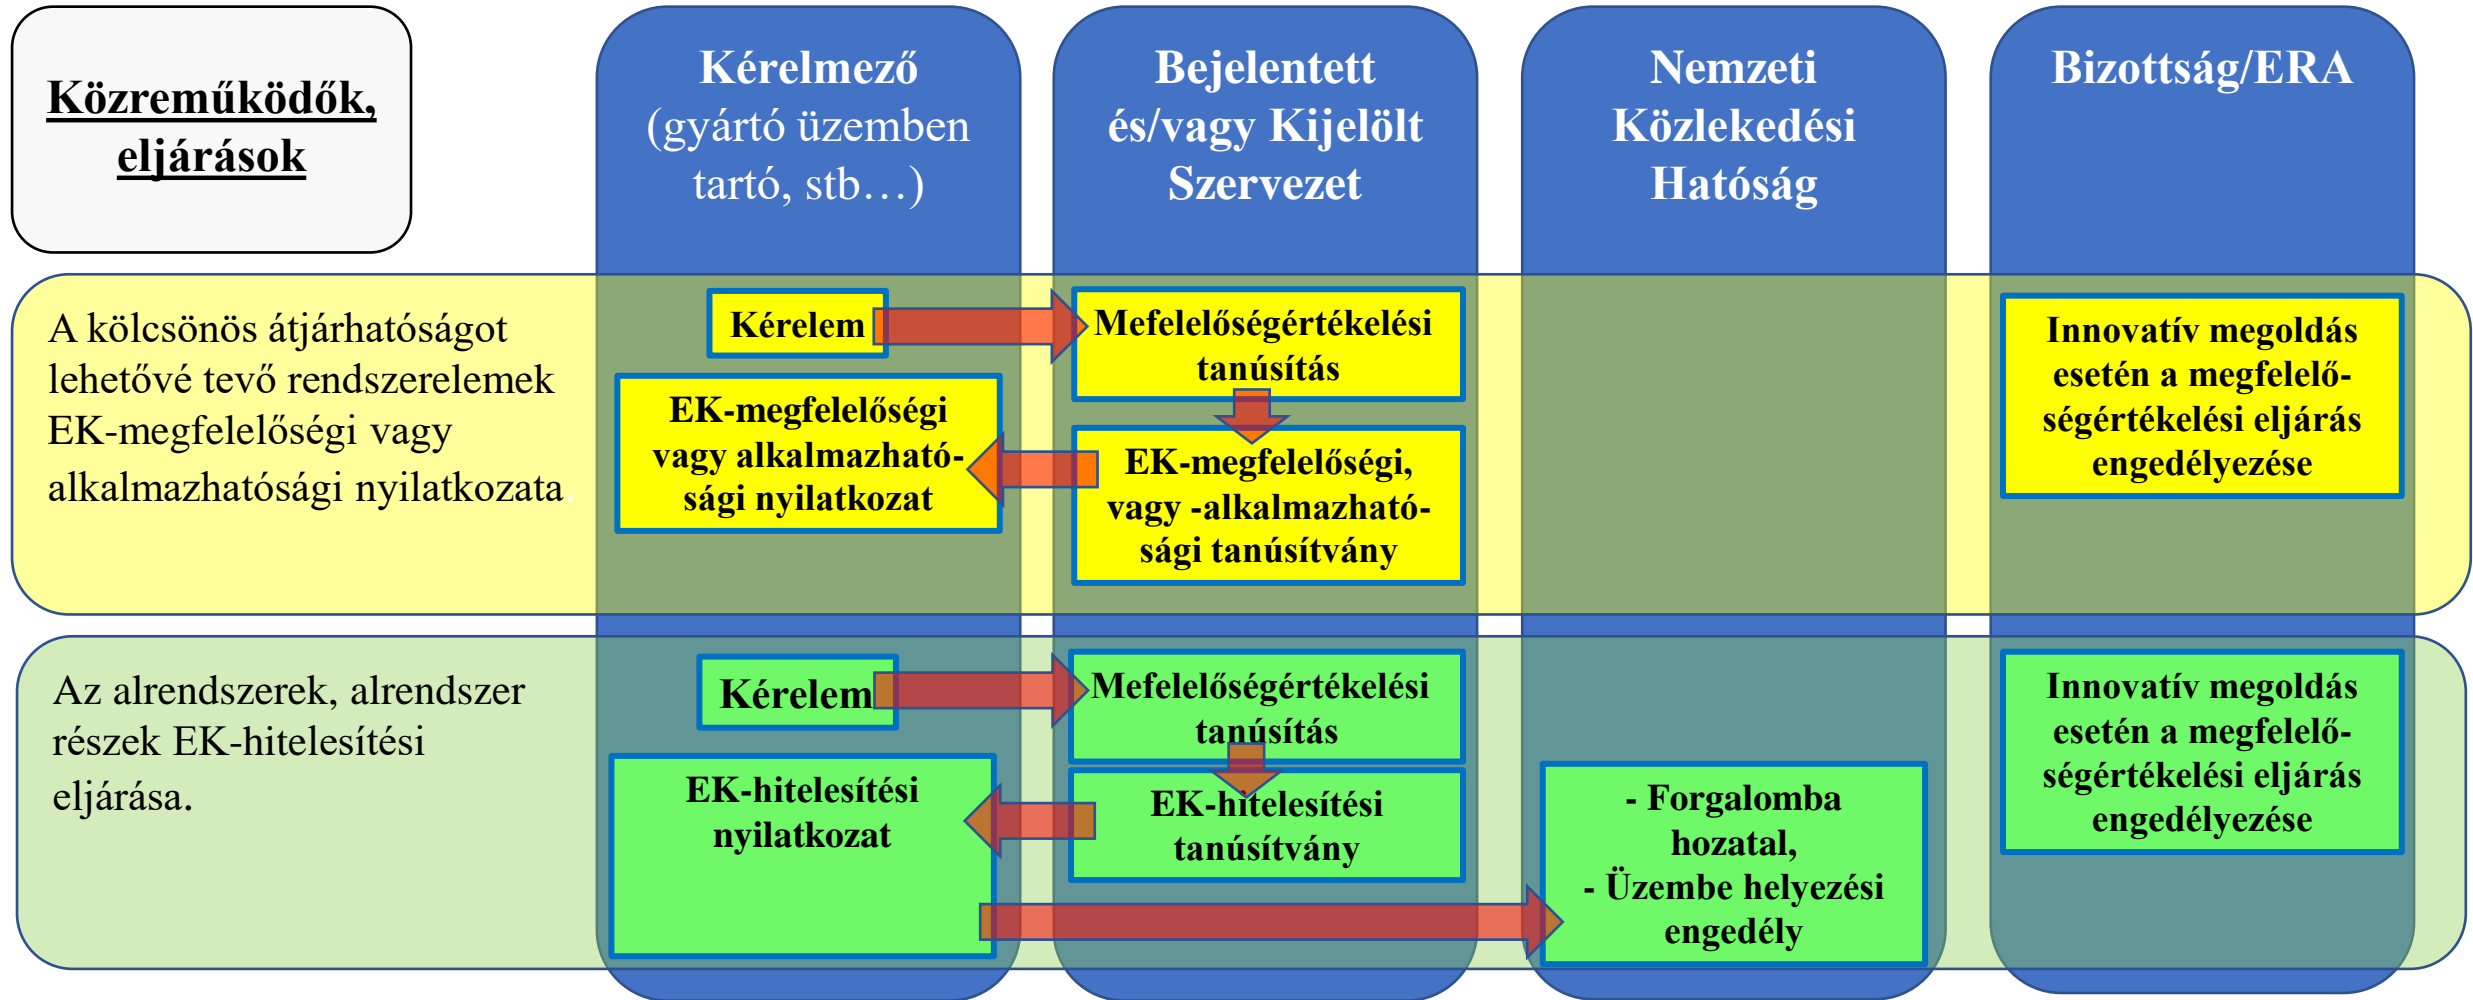 Közreműködők,
eljárások
Kérelmező
(gyártó üzemben
tartó, stb…)
Bejelentett
és/vagy Kijelölt
Szervezet
Nemzeti
Közlekedési
Hatóság
Bizottság/ERA
A kölcsönös átjárhatóságot
lehetővé tevő rendszerelemek
EK-megfelelőségi vagy
alkalmazhatósági nyilatkozata.
Kérelem
EK-megfelelőségi
vagy alkalmazható-
sági nyilatkozat
Mefelelőségértékelési
tanúsítás
EK-megfelelőségi,
vagy -alkalmazható-
sági tanúsítvány
Innovatív megoldás
esetén a megfelelő-
ségértékelési eljárás
engedélyezése
Az alrendszerek, alrendszer
részek EK-hitelesítési
eljárása.
Kérelem
EK-hitelesítési
nyilatkozat
Mefelelőségértékelési
tanúsítás
EK-hitelesítési
tanúsítvány
- Forgalomba
hozatal,
- Üzembe helyezési
engedély
Innovatív megoldás
esetén a megfelelő-
ségértékelési eljárás
engedélyezése